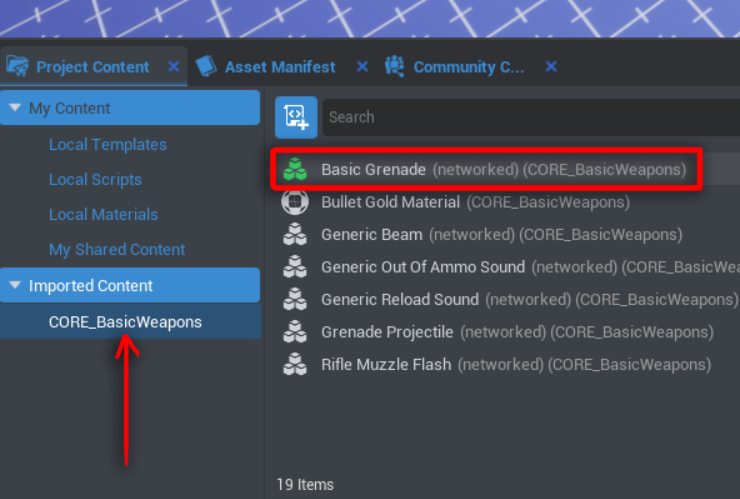 Project Content
Asset Manifest
Community C...
My Content
Local Templates
Local Scripts
Local Materials
My Shared Content
Imported Content
CORE_BasicWeapons
Search
Basic Grenade (networked) (CORE_BasicWeapons)
Bullet Gold Material (CORE_BasicWeapons)
Generic Beam (networked) (CORE_BasicWeapons)
Generic Out Of Ammo Sound (networked) (CORE_BasicWea
Generic Reload Sound (networked) (CORE_BasicWeapons)
Grenade Projectile (networked) (CORE_BasicWeapons)
Rifle Muzzle Flash (networked) (CORE_BasicWeapons)
19 Items